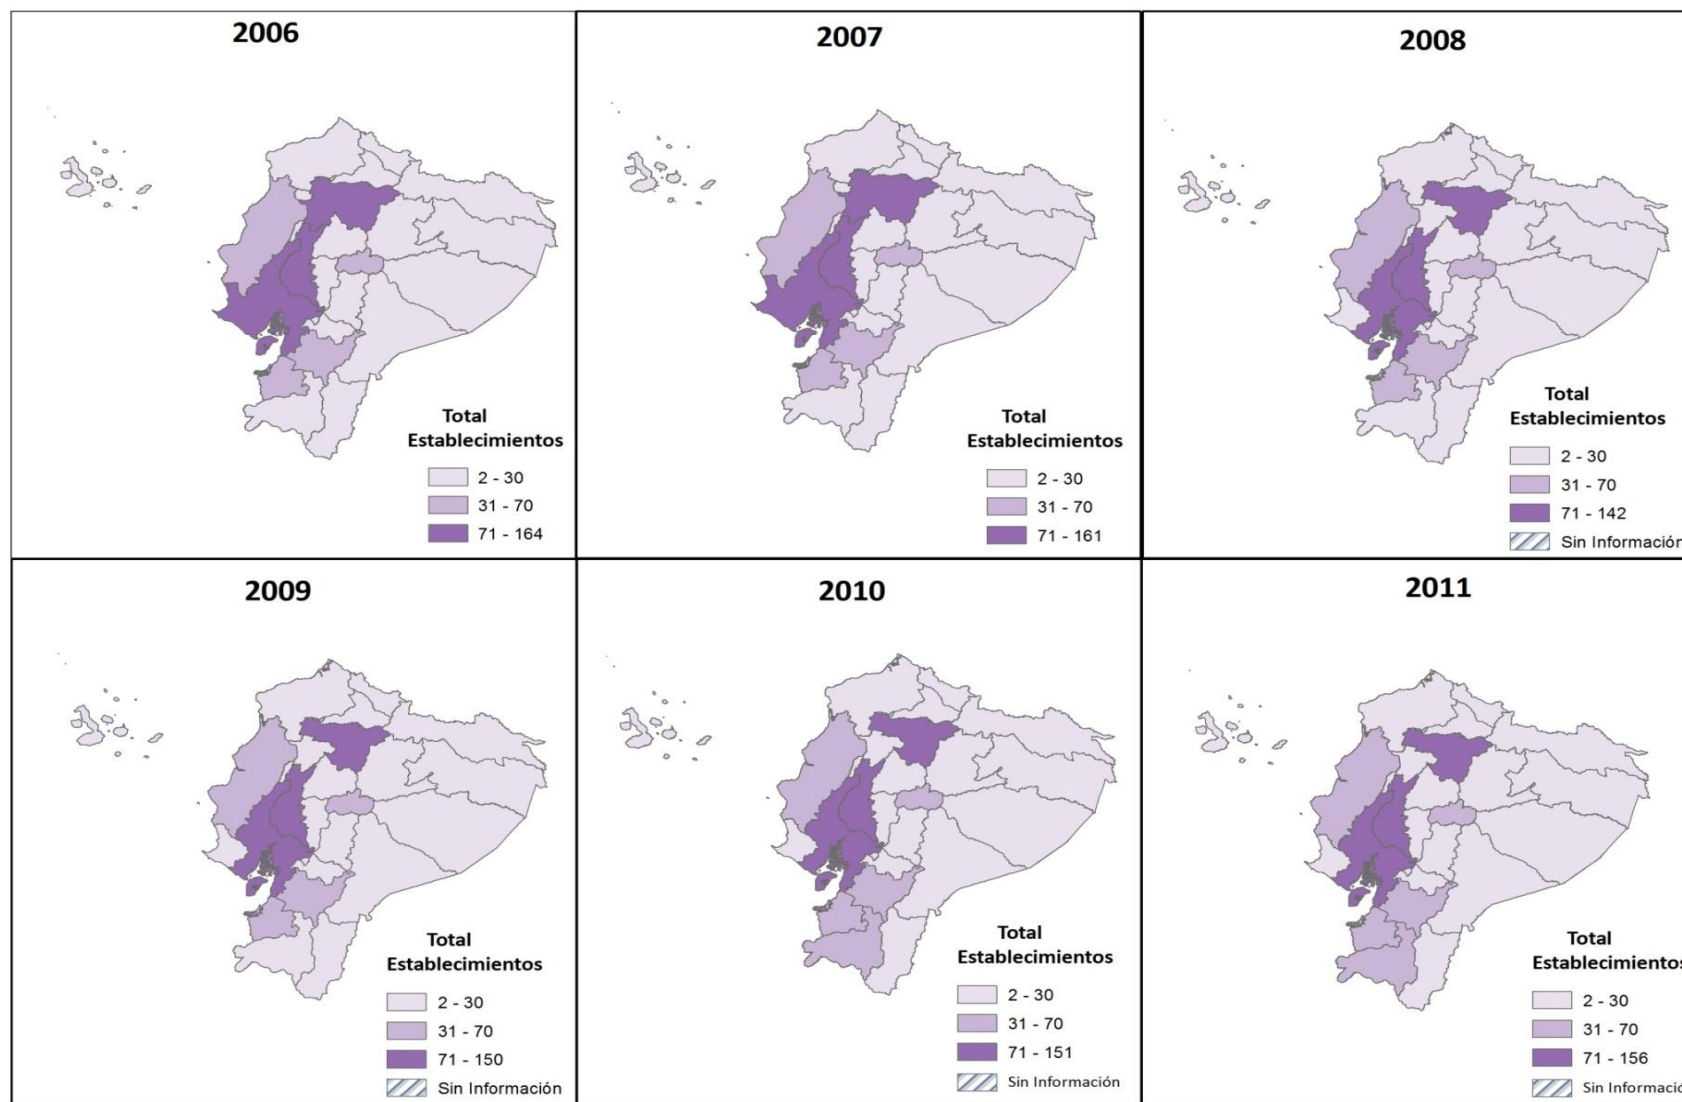 2006
Total
Establecimientos
2 - 30
31 - 70
71 - 164
2007
Total
Establecimientos
2 - 30
31 - 70
71 - 161
2008
Total
Establecimientos
2 - 30
31 - 70
71 - 142
Sin Información
2009
Total
Establecimientos
2 - 30
31 - 70
71 - 150
Sin Información
2010
Total
Establecimientos
2 - 30
31 - 70
71 - 151
Sin Información
2011
Total
Establecimientos
2 - 30
31 - 70
71 - 156
Sin Información